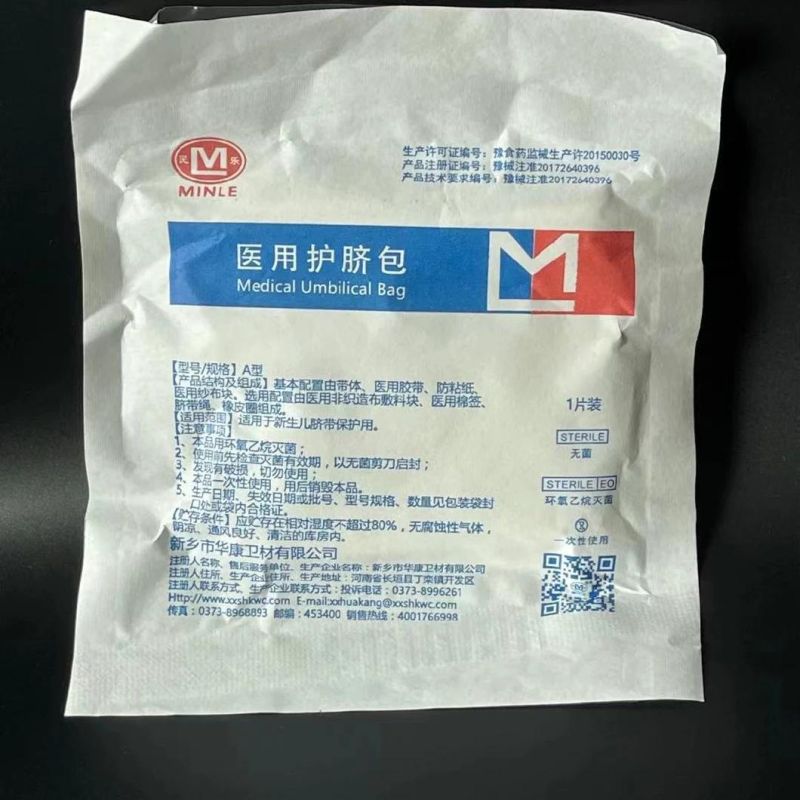 民 M 乐
MINLE
生产许可证编号：豫食药监械生产许20150030号
产品注册证编号：豫械注准20172640396
产品技术要求编号：豫械注准20172640396
医用护脐包
Medical Umbilical Bag
【型号/规格】A型
【产品结构及组成】基本配置由带体、医用胶带、防粘纸、
医用纱布块。选用配置由医用非织造布敷料块、医用棉签、
脐带绳、橡皮圈组成。
【适用范围】适用于新生儿脐带保护用。
【注意事项】
1、本品用环氧乙烷灭菌；
2、使用前先检查灭菌有效期，以无菌剪刀启封；
3、发现有破损，切勿使用；
4、本品一次性使用，用后销毁本品。
5、生产日期、失效日期或批号、型号规格、数量见包装袋封
口处或袋内合格证。
【贮存条件】应贮存在相对湿度不超过80%，无腐蚀性气体，
阴凉、通风良好、清洁的库房内。
新乡市华康卫材有限公司
注册人名称、售后服务单位、生产企业名称：新乡市华康卫材有限公司
注册人住所、生产企业住所、生产地址：河南省长垣县丁栾镇开发区
注册人联系方式、生产企业联系方式：投诉电话：0373-8996261
Http://www.xxshkwc.com E-mail:xxhuakang@xxshkwc.com
传真：0373-8968893 邮编：453400 销售热线：4001766998
1片装
STERILE
无菌
STERILE EO
环氧乙烷灭菌
2
一次性使用